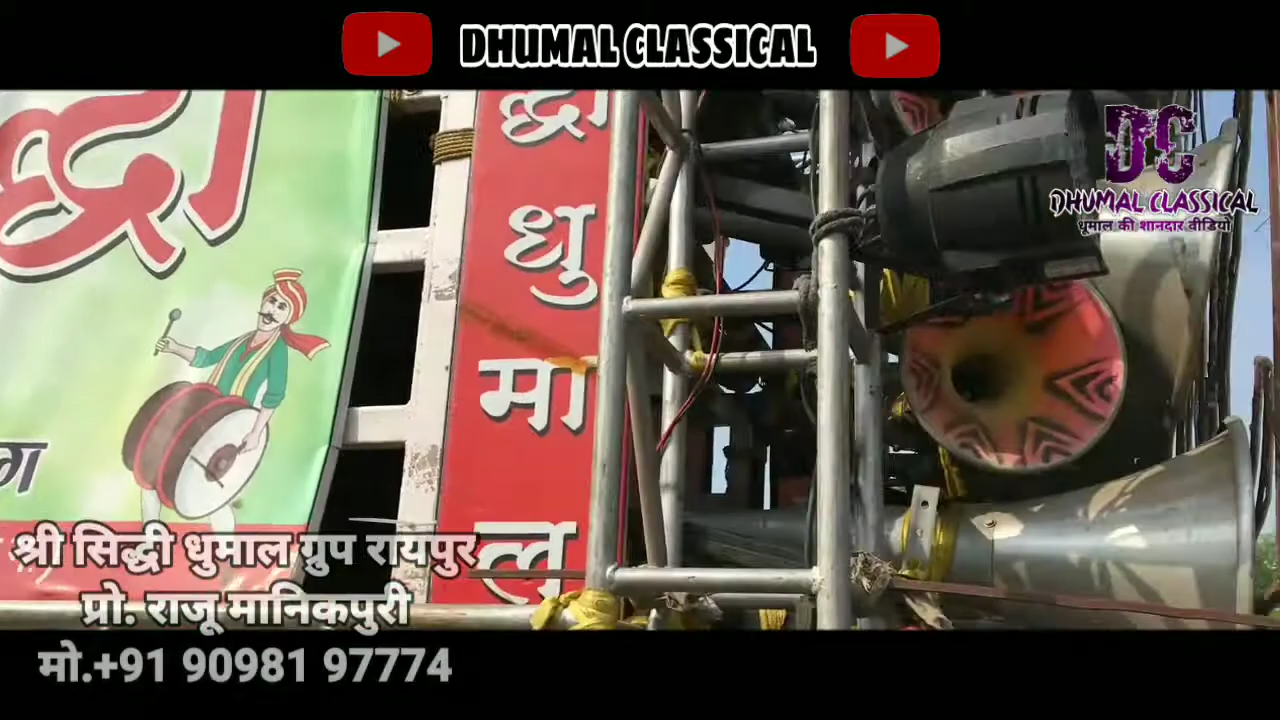 DHUMAL CLASSICAL
DC
DHUMAL CLASSICAL
धूमाल की शानदार वीडियो
द्धी
द्धी
धु
मा
ल
ग
श्री सिद्धी धुमाल ग्रुप रायपुर
प्रो. राजू मानिकपुरी
मो.+91 90981 97774